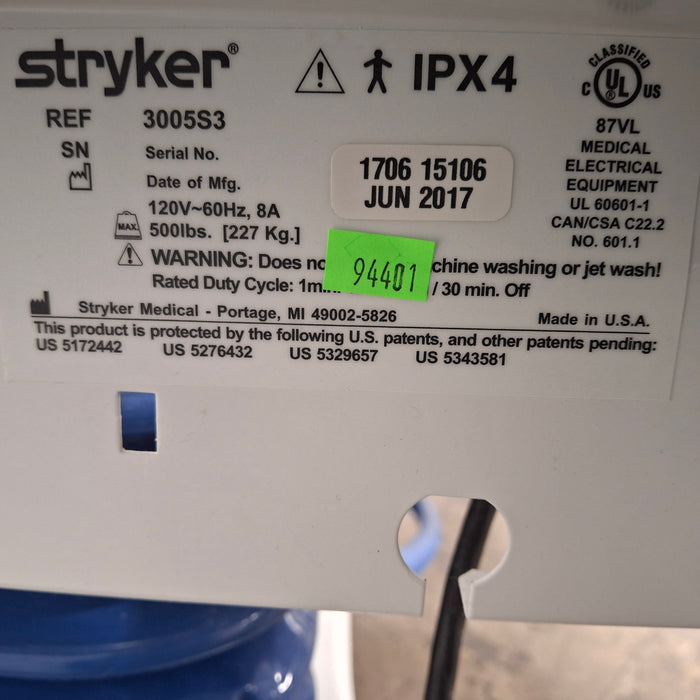 stryker® IPX4
CLASSIFIED
C UL ® US
REF 3005S3
87VL
SN Serial No.
MEDICAL
ELECTRICAL
EQUIPMENT
UL 60601-1
CAN/CSA C22.2
NO. 601.1
Date of Mfg.
1706 15106
JUN 2017
120V~60Hz, 8A
MAX. 500lbs. [227 Kg.]
WARNING: Does chine washing or jet wash!
94401
Rated Duty Cycle: / 30 min. Off
Stryker Medical - Portage, MI 49002-5826 Made in U.S.A.
This product is protected by the following U.S. patents, and other patents pending:
US 5172442 US 5276432 US 5329657 US 5343581